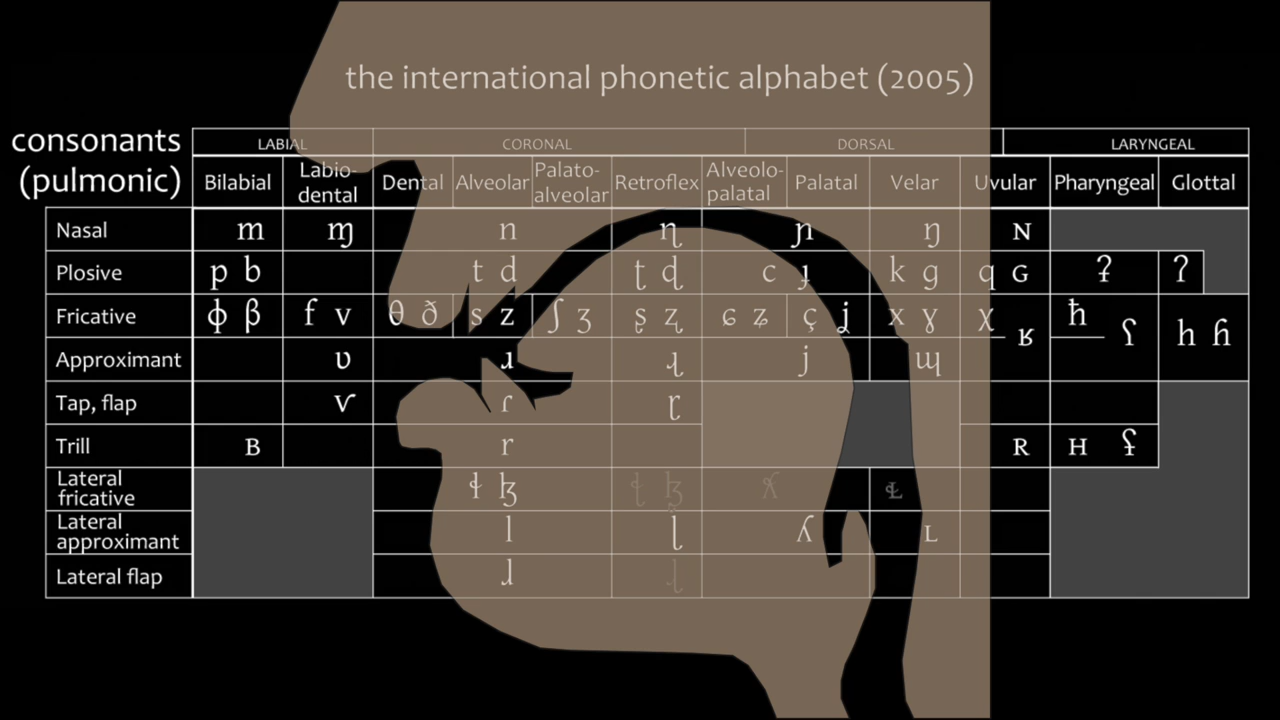 the international phonetic alphabet (2005)
consonants
(pulmonic)
LABIAL CORONAL DORSAL LARYNGEAL
Bilabial Labio-dental Dental Alveolar Palato-alveolar Retroflex Alveolo-palatal Palatal Velar Uvular Pharyngeal Glottal
Nasal m ɱ n ɳ ɲ ŋ ɴ
Plosive p b t d ʈ ɖ c ɟ k ɡ q ɢ ʡ ʔ
Fricative ɸ β f v θ ð s z ʃ ʒ ʂ ʐ ɕ ʑ ç ʝ x ɣ χ ʁ ħ ʕ h ɦ
Approximant ʋ ɹ ɻ j ɰ
Tap, flap ⱱ ɾ ɽ
Trill ʙ r ʀ ʜ ʢ
Lateral
fricative ɬ ɮ
Lateral
approximant l ɭ ʎ ʟ
Lateral flap ɺ